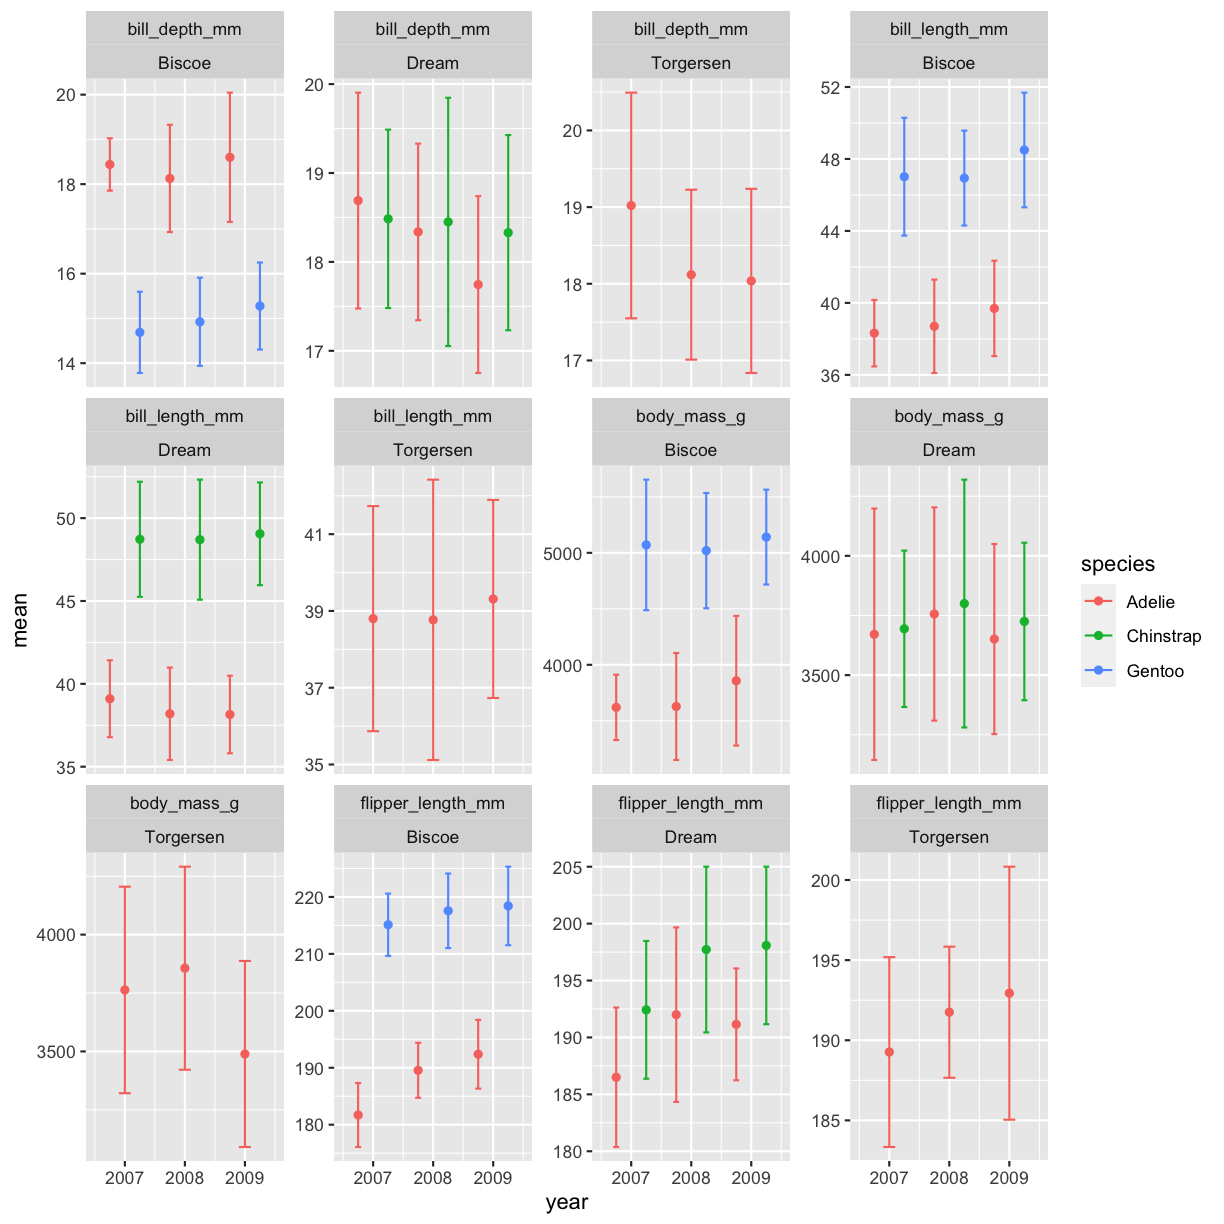 bill_depth_mm
Biscoe
20
18
16
14
bill_depth_mm
Dream
20
19
18
17
bill_depth_mm
Torgersen
20
19
18
17
bill_length_mm
Biscoe
52
48
44
40
36
bill_length_mm
Dream
50
45
40
35
bill_length_mm
Torgersen
41
39
37
35
body_mass_g
Biscoe
5000
4000
body_mass_g
Dream
4000
3500
body_mass_g
Torgersen
4000
3500
2007 2008 2009
flipper_length_mm
Biscoe
220
210
200
190
180
2007 2008 2009
flipper_length_mm
Dream
205
200
195
190
185
180
2007 2008 2009
flipper_length_mm
Torgersen
200
195
190
185
2007 2008 2009
mean
year
species
Adelie
Chinstrap
Gentoo